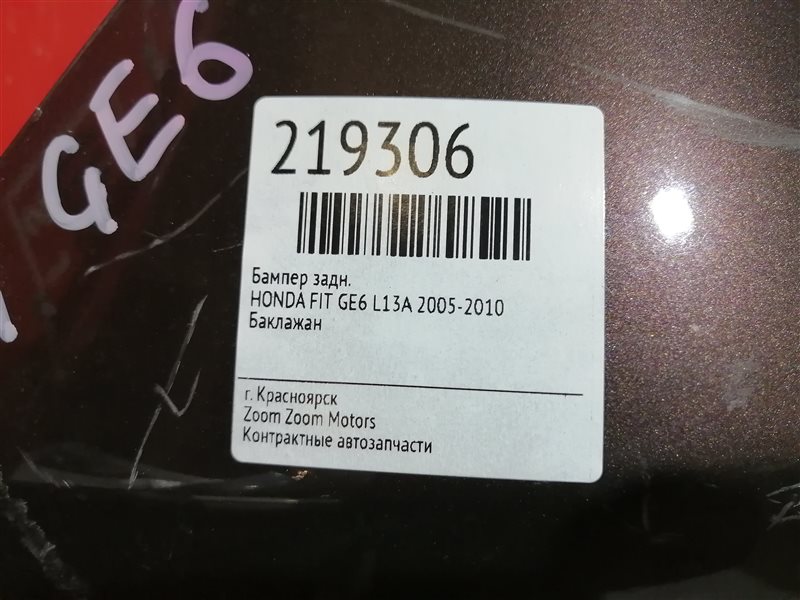 GE6
219306
Бампер задн.
HONDA FIT GE6 L13A 2005-2010
Баклажан
г. Красноярск
Zoom Zoom Motors
Контрактные автозапчасти